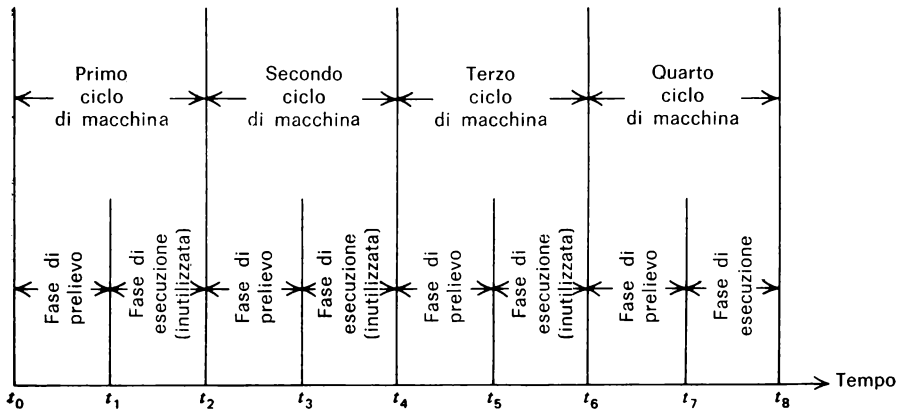 Primo
ciclo
di macchina
Secondo
ciclo
di macchina
Terzo
ciclo
di macchina
Quarto
ciclo
di macchina
Fase di
prelievo
Fase di
esecuzione
(inutilizzata)
Fase di
prelievo
Fase di
esecuzione
(inutilizzata)
Fase di
prelievo
Fase di
esecuzione
(inutilizzata)
Fase di
prelievo
Fase di
esecuzione
Tempo
t0 t1 t2 t3 t4 t5 t6 t7 t8